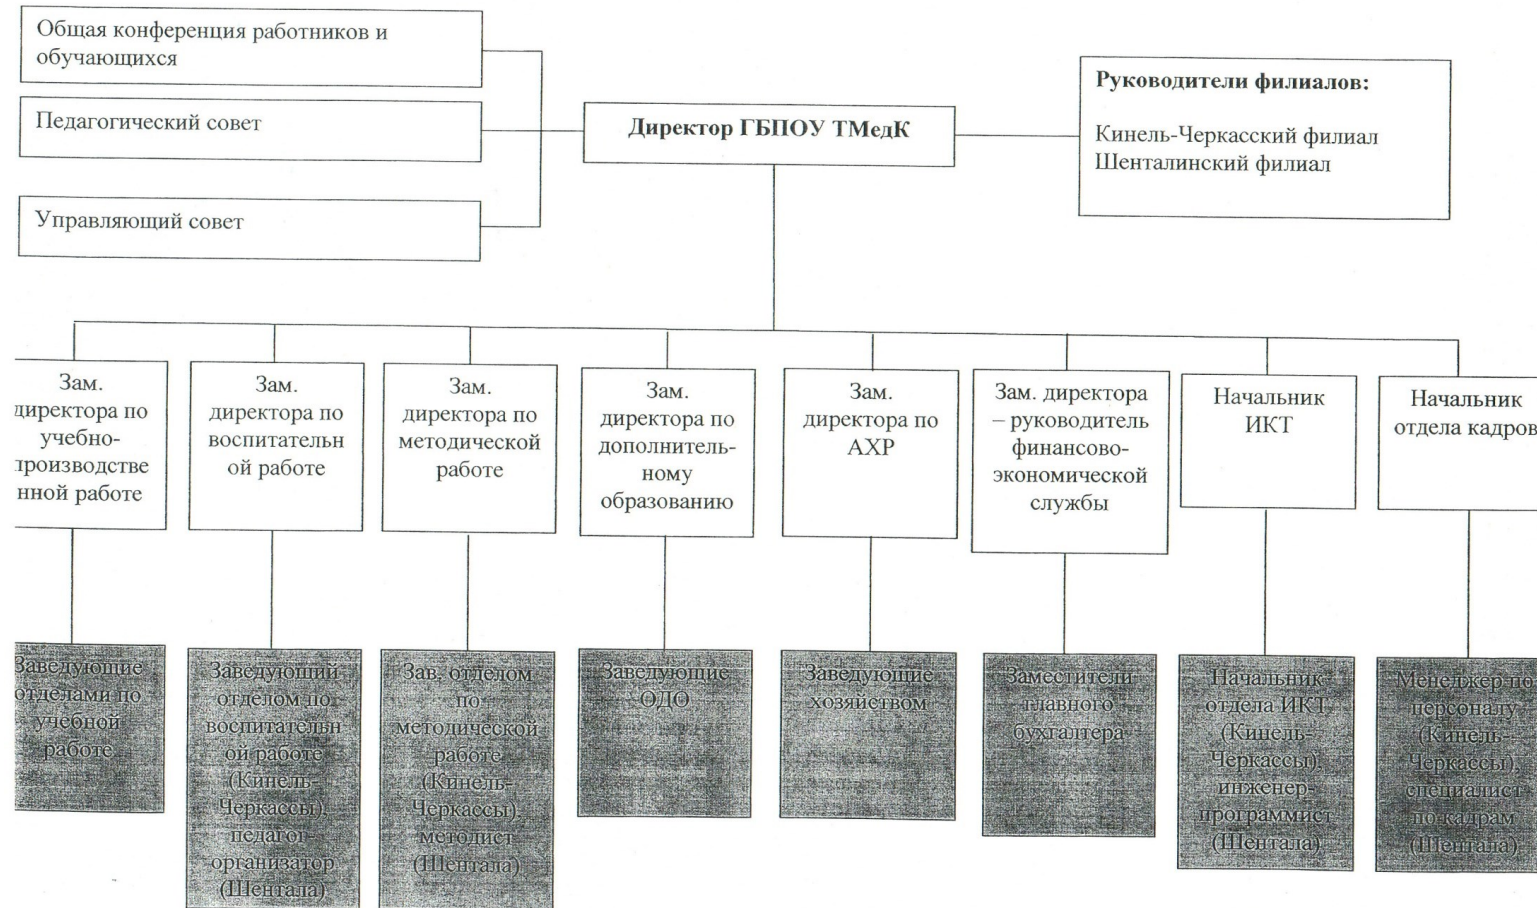 Общая конференция работников и
обучающихся
Педагогический совет
Управляющий совет
Директор ГБПОУ ТМедК
Руководители филиалов:
Кинель-Черкасский филиал
Шенталинский филиал
Зам.
директора по
учебно-
производстве
нной работе
Зам.
директора по
воспитательн
ой работе
Зам.
директора по
методической
работе
Зам.
директора по
дополнитель-
ному
образованию
Зам.
директора по
АХР
Зам. директора
– руководитель
финансово-
экономической
службы
Начальник
ИКТ
Начальник
отдела кадров
Заведующие
отделами по
учебной
работе
Заведующий
отделом по
воспитательн
ой работе
(Кинель-
Черкассы),
педагог-
организатор
(Шентала)
Зав. отделом
по
методической
работе
(Кинель-
Черкассы),
методист
(Шентала)
Заведующие
ОДО
Заведующие
хозяйством
Заместители
главного
бухгалтера
Начальник
отдела ИКТ
(Кинель-
Черкассы),
инженер-
программист
(Шентала)
Менеджер по
персоналу
(Кинель-
Черкассы),
специалист
по кадрам
(Шентала)